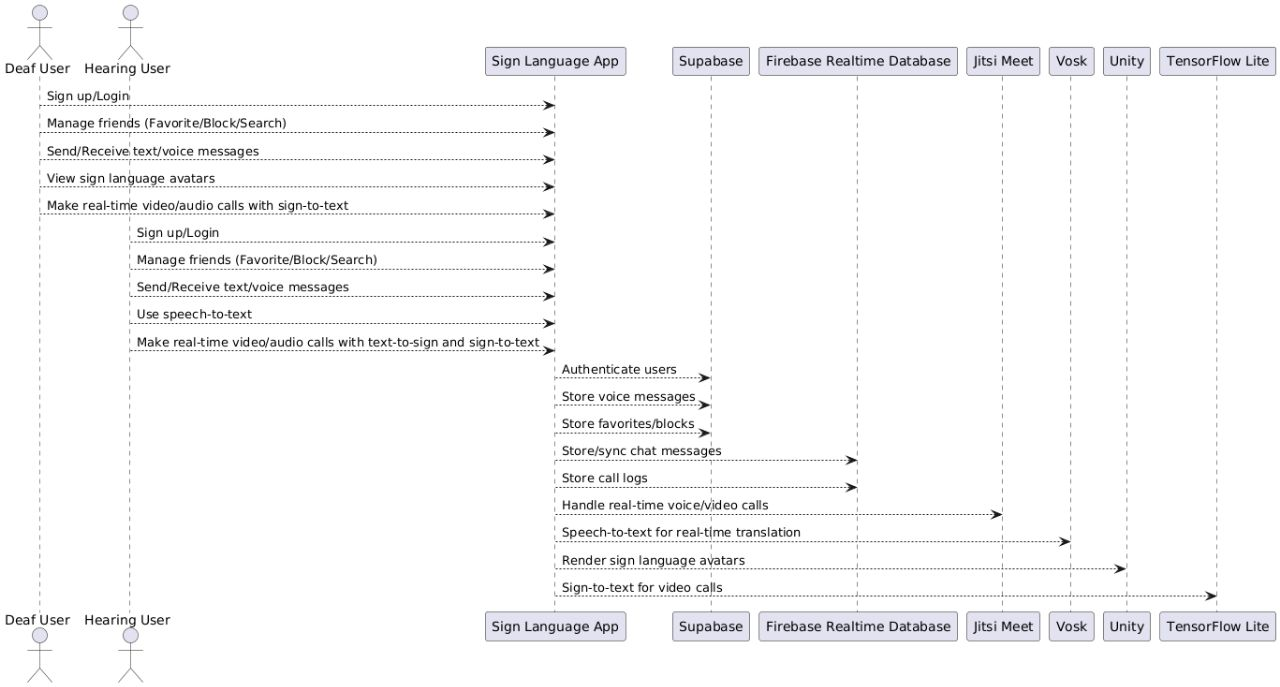 Deaf User
Hearing User
Sign Language App
Supabase
Firebase Realtime Database
Jitsi Meet
Vosk
Unity
TensorFlow Lite
Sign up/Login
Manage friends (Favorite/Block/Search)
Send/Receive text/voice messages
View sign language avatars
Make real-time video/audio calls with sign-to-text
Sign up/Login
Manage friends (Favorite/Block/Search)
Send/Receive text/voice messages
Use speech-to-text
Make real-time video/audio calls with text-to-sign and sign-to-text
Authenticate users
Store voice messages
Store favorites/blocks
Store/sync chat messages
Store call logs
Handle real-time voice/video calls
Speech-to-text for real-time translation
Render sign language avatars
Sign-to-text for video calls
Deaf User
Hearing User
Sign Language App
Supabase
Firebase Realtime Database
Jitsi Meet
Vosk
Unity
TensorFlow Lite